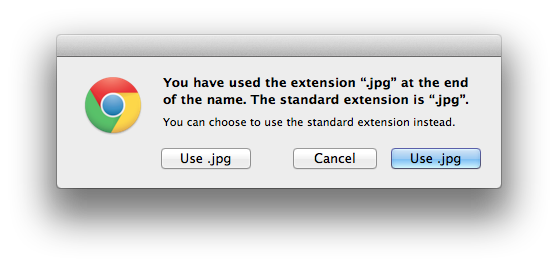 You have used the extension “.jpg” at the end
of the name. The standard extension is “.jpg”.
You can choose to use the standard extension instead.
Use .jpg
Cancel
Use .jpg